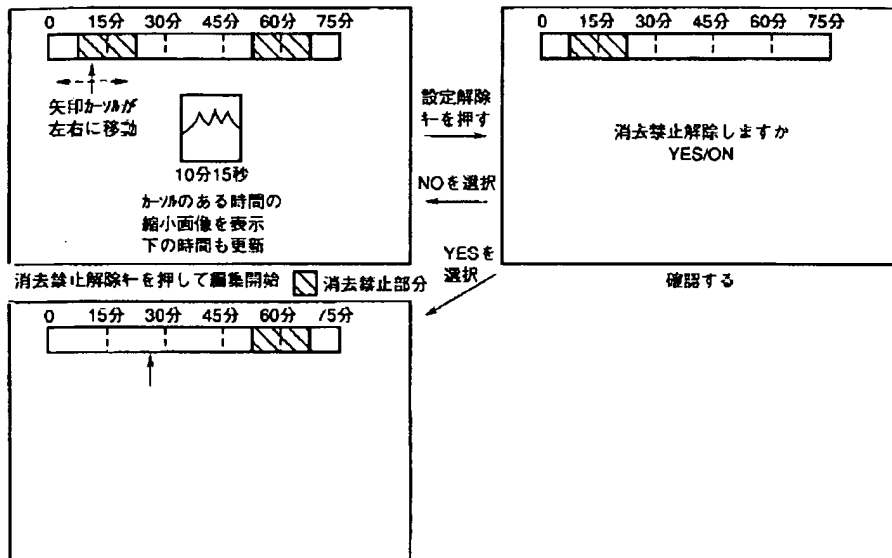 0 15分 30分 45分 60分 75分
矢印カーソルが
左右に移動
10分15秒
カーソルのある時間の
縮小画像を表示
下の時間も更新
消去禁止解除キーを押して編集開始
消去禁止部分
設定解除
キーを押す
NOを選択
YESを
選択
0 15分 30分 45分 60分 75分
消去禁止解除しますか
YES/ON
確認する
0 15分 30分 45分 60分 75分